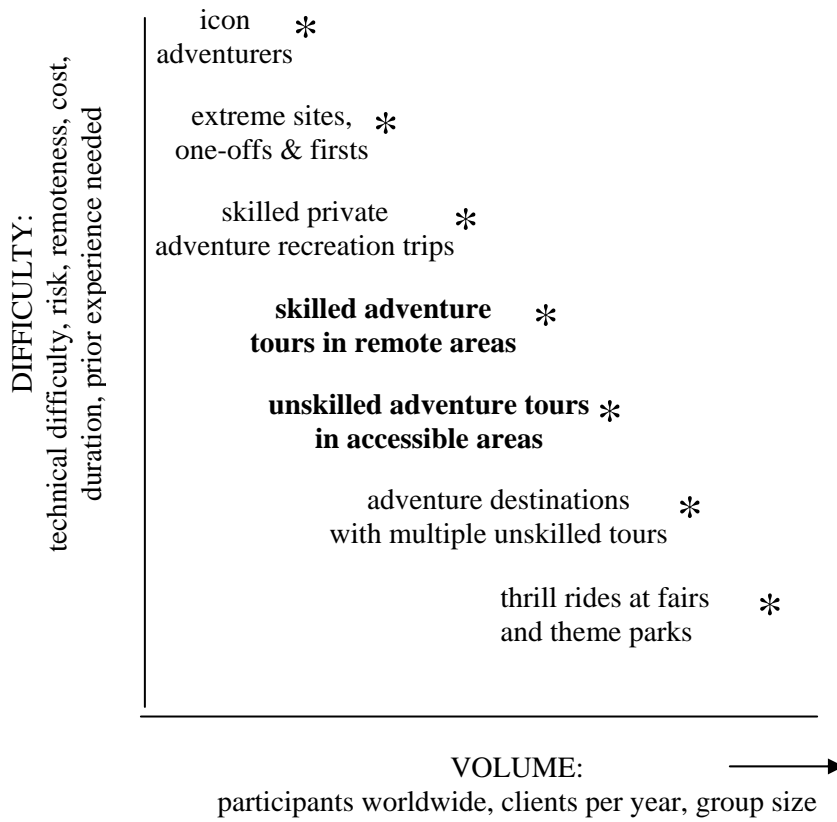 icon *
adventurers
extreme sites, *
one-offs & firsts
skilled private *
adventure recreation trips
skilled adventure *
tours in remote areas
unskilled adventure tours *
in accessible areas
adventure destinations *
with multiple unskilled tours
thrill rides at fairs *
and theme parks
DIFFICULTY:
technical difficulty, risk, remoteness, cost,
duration, prior experience needed
VOLUME:
participants worldwide, clients per year, group size